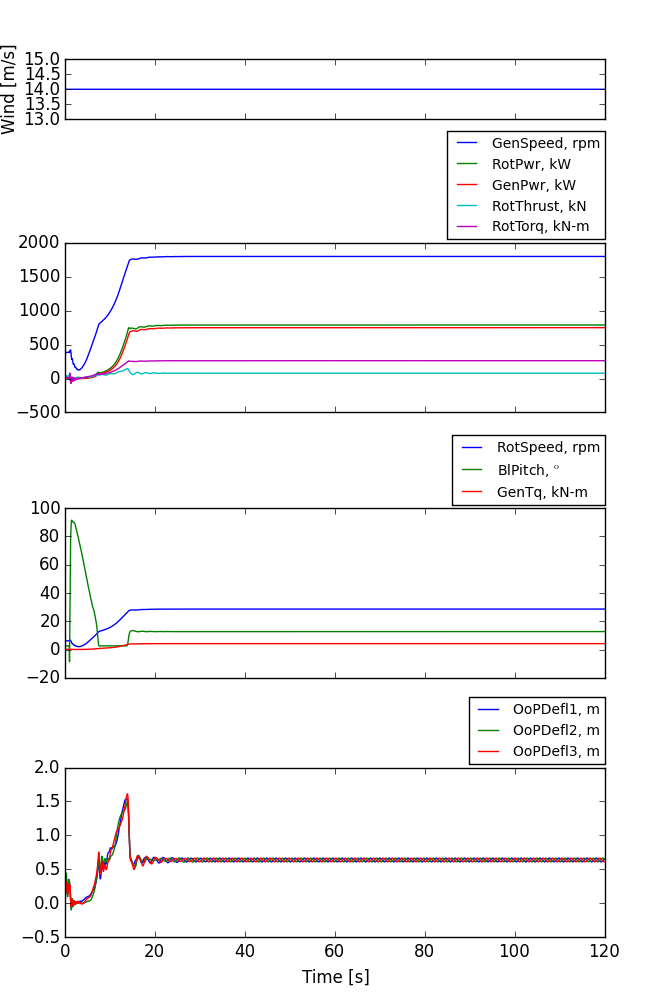 Wind [m/s]
15.0
14.5
14.0
13.5
13.0
GenSpeed, rpm
RotPwr, kW
GenPwr, kW
RotThrust, kN
RotTorq, kN-m
2000
1500
1000
500
0
−500
RotSpeed, rpm
BlPitch, °
GenTq, kN-m
100
80
60
40
20
0
−20
OoPDefl1, m
OoPDefl2, m
OoPDefl3, m
2.0
1.5
1.0
0.5
0.0
−0.5
0 20 40 60 80 100 120
Time [s]